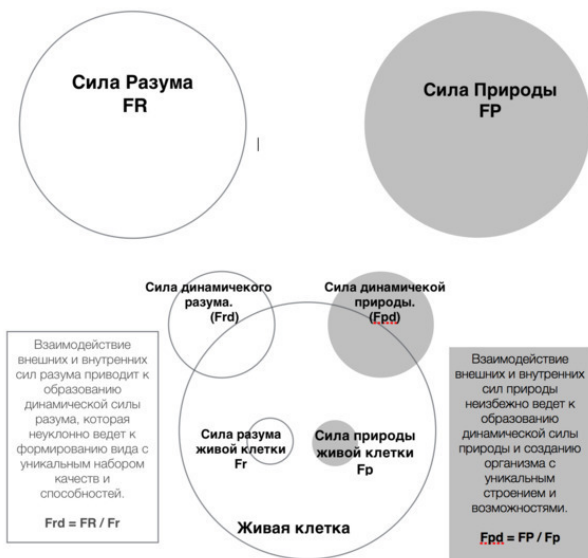 Сила Разума
FR
Сила Природы
FP
Сила динамичекого
разума.
(Frd)
Сила динамичекой
природы.
(Fpd)
Взаимодействие
внешних и внутренних
сил разума приводит к
образованию
динамической силы
разума, которая
неуклонно ведет к
формированию вида с
уникальным набором
качеств и
способностей.
Frd = FR / Fr
Сила разума
живой клетки
Fr
Сила природы
живой клетки
Fp
Живая клетка
Взаимодействие
внешних и внутренних
сил природы
неизбежно ведет к
образованию
динамической силы
природы и созданию
организма с
уникальным
строением и
возможностями.
Fpd = FP / Fp